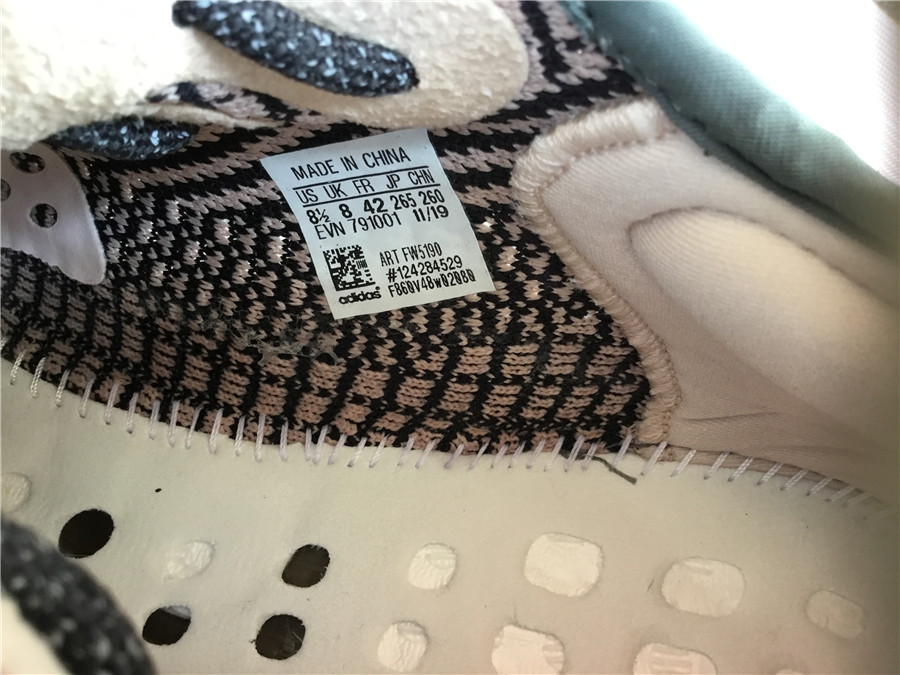 MADE IN CHINA
US UK FR JP CHN
8½ 8 42 265 260
EVN 791001 11/19
ART FW5190
#124284529
F860V48W02080
adidas